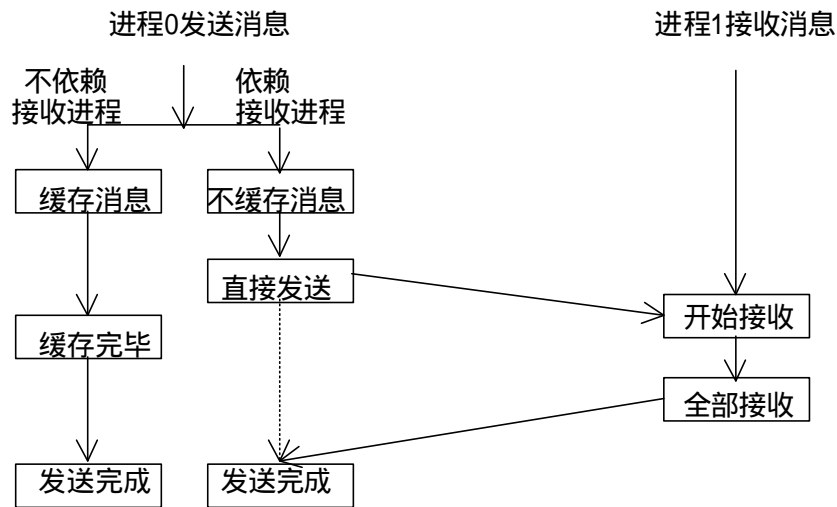 进程0发送消息
进程1接收消息
不依赖
接收进程
依赖
接收进程
缓存消息
不缓存消息
直接发送
开始接收
缓存完毕
全部接收
发送完成
发送完成